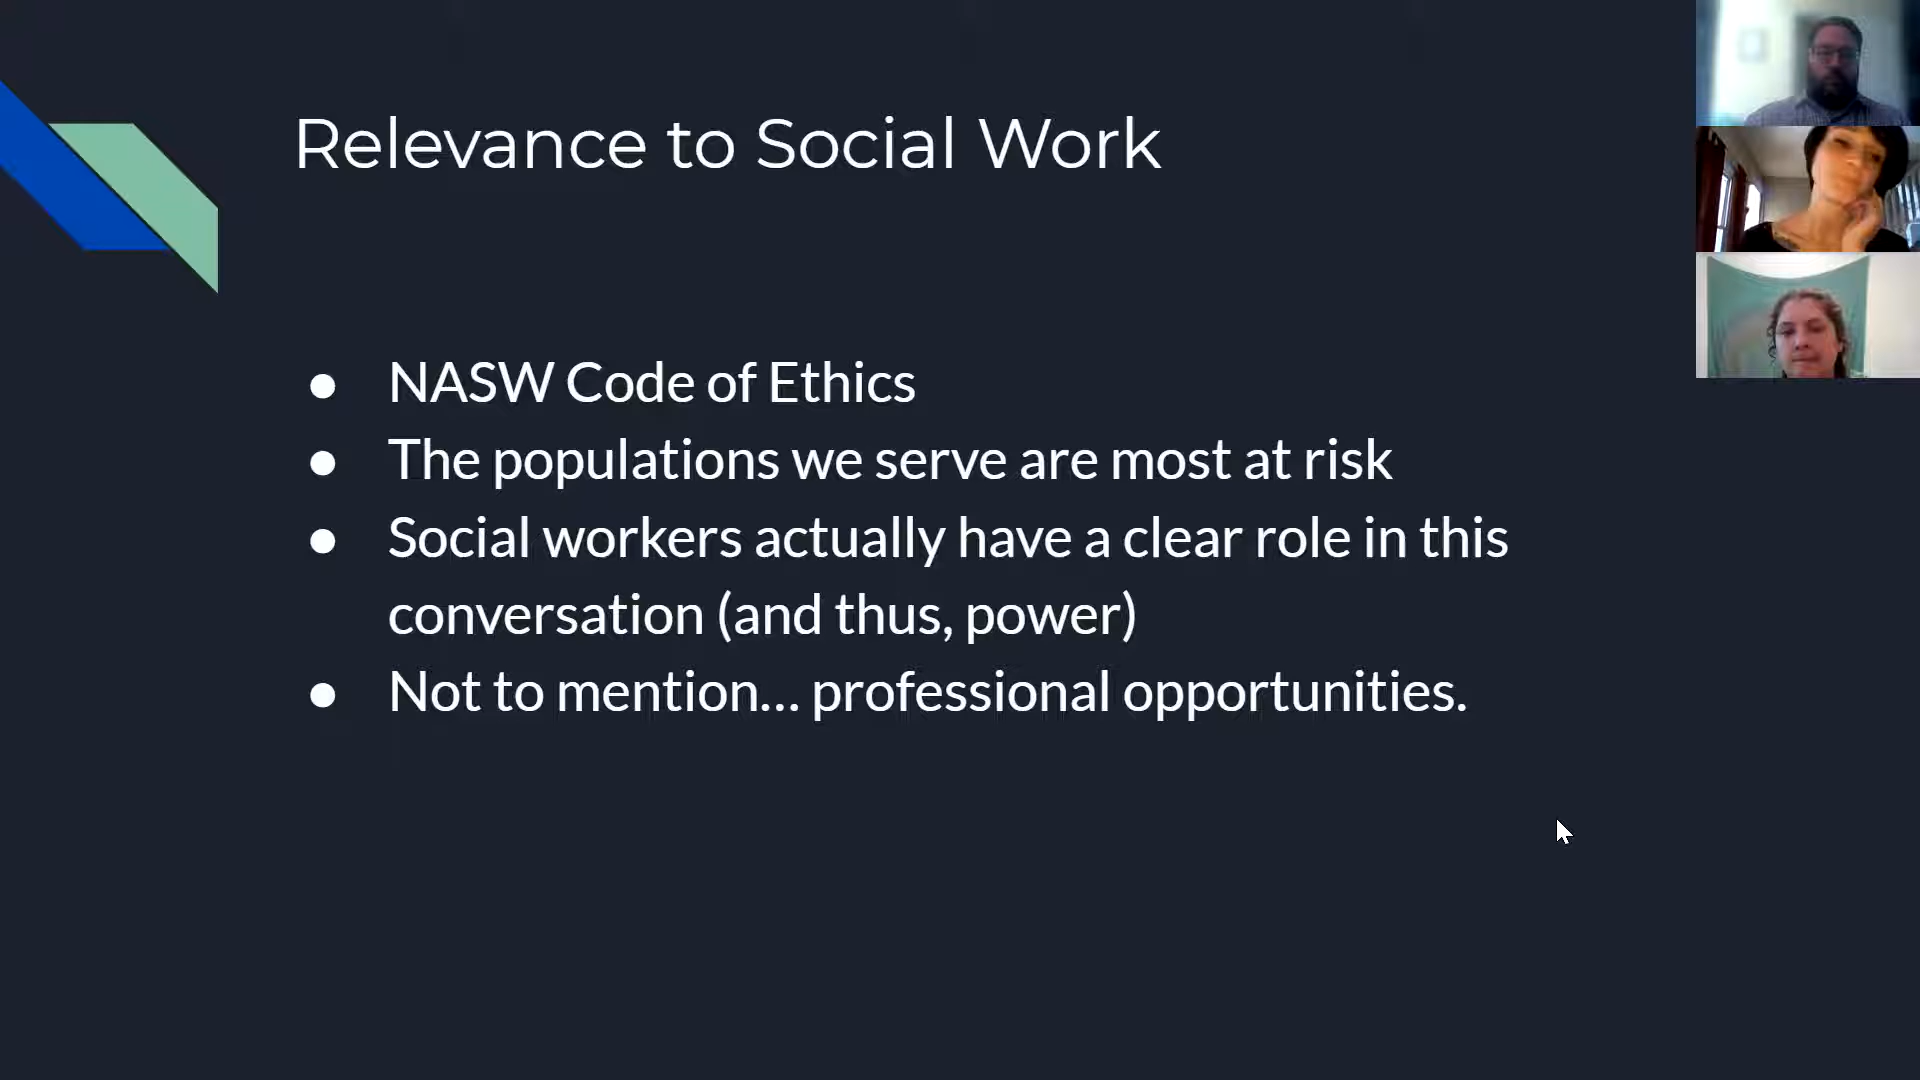 Relevance to Social Work
● NASW Code of Ethics
● The populations we serve are most at risk
● Social workers actually have a clear role in this
conversation (and thus, power)
● Not to mention... professional opportunities.